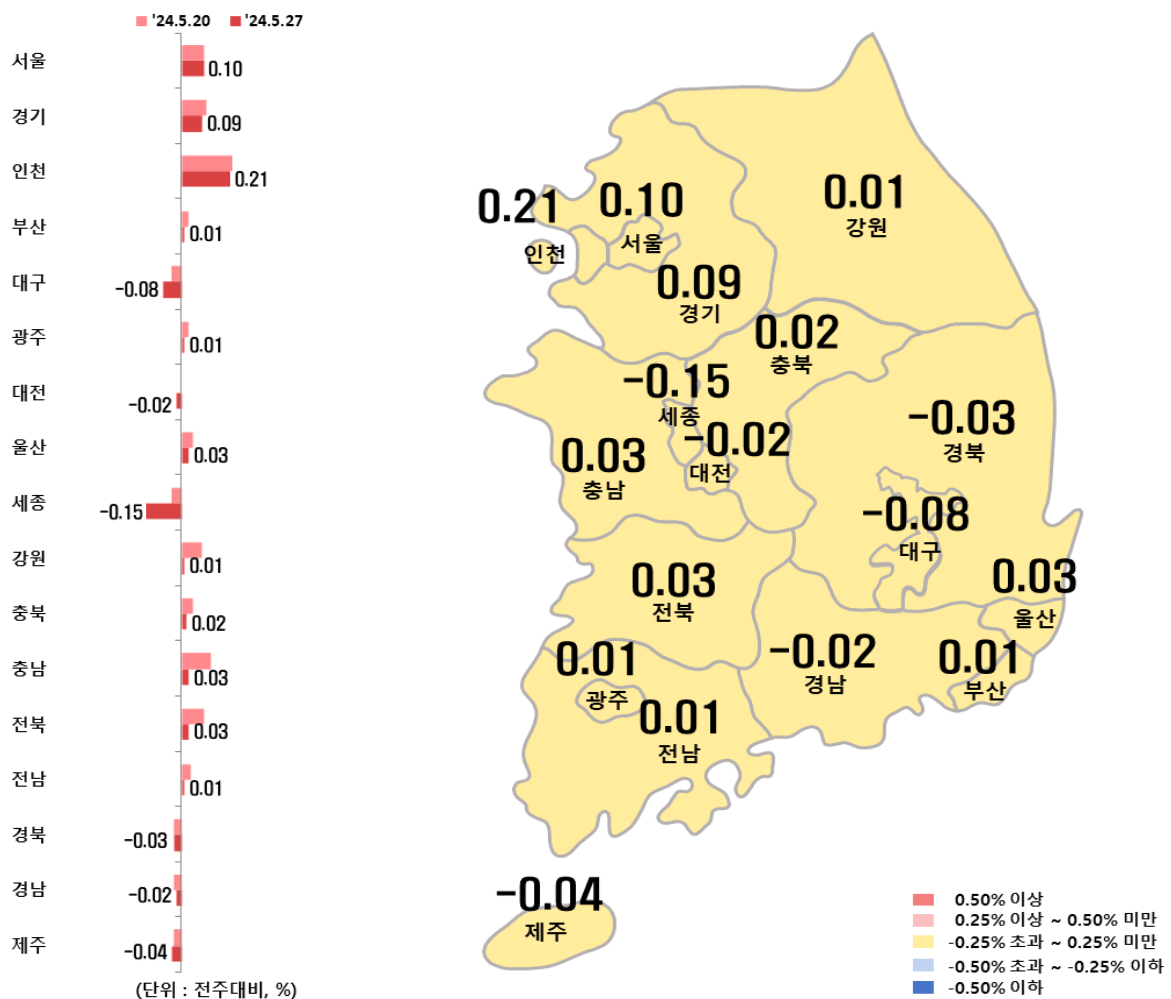 '24.5.20 '24.5.27
서울 0.10
경기 0.09
인천 0.21
부산 0.01
대구 -0.08
광주 0.01
대전 -0.02
울산 0.03
세종 -0.15
강원 0.01
충북 0.02
충남 0.03
전북 0.03
전남 0.01
경북 -0.03
경남 -0.02
제주 -0.04
(단위 : 전주대비, %)
0.21
인천
0.10
서울
0.01
강원
0.09
경기
0.02
충북
-0.15
세종
-0.02
대전
0.03
충남
-0.03
경북
-0.08
대구
0.03
울산
0.03
전북
-0.02
경남
0.01
부산
0.01
광주
0.01
전남
-0.04
제주
0.50% 이상
0.25% 이상 ~ 0.50% 미만
-0.25% 초과 ~ 0.25% 미만
-0.50% 초과 ~ -0.25% 이하
-0.50% 이하